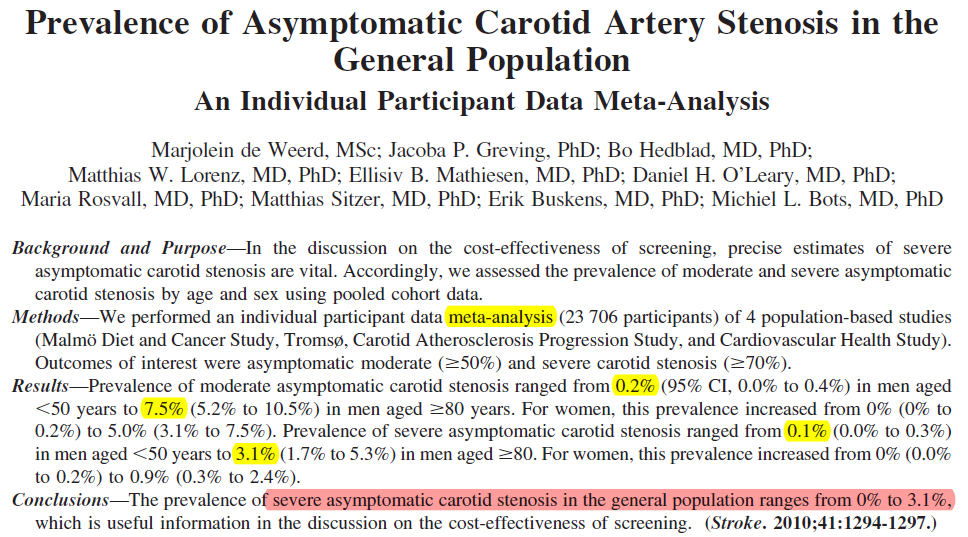 Prevalence of Asymptomatic Carotid Artery Stenosis in the
General Population
An Individual Participant Data Meta-Analysis
Marjolein de Weerd, MSc; Jacoba P. Greving, PhD; Bo Hedblad, MD, PhD;
Matthias W. Lorenz, MD, PhD; Ellisiv B. Mathiesen, MD, PhD; Daniel H. O'Leary, MD, PhD;
Maria Rosvall, MD, PhD; Matthias Sitzer, MD, PhD; Erik Buskens, MD, PhD; Michiel L. Bots, MD, PhD
Background and Purpose—In the discussion on the cost-effectiveness of screening, precise estimates of severe
asymptomatic carotid stenosis are vital. Accordingly, we assessed the prevalence of moderate and severe asymptomatic
carotid stenosis by age and sex using pooled cohort data.
Methods—We performed an individual participant data meta-analysis (23 706 participants) of 4 population-based studies
(Malmö Diet and Cancer Study, Tromsø, Carotid Atherosclerosis Progression Study, and Cardiovascular Health Study).
Outcomes of interest were asymptomatic moderate (≥50%) and severe carotid stenosis (≥70%).
Results—Prevalence of moderate asymptomatic carotid stenosis ranged from 0.2% (95% CI, 0.0% to 0.4%) in men aged
<50 years to 7.5% (5.2% to 10.5%) in men aged ≥80 years. For women, this prevalence increased from 0% (0% to
0.2%) to 5.0% (3.1% to 7.5%). Prevalence of severe asymptomatic carotid stenosis ranged from 0.1% (0.0% to 0.3%)
in men aged <50 years to 3.1% (1.7% to 5.3%) in men aged ≥80. For women, this prevalence increased from 0% (0.0%
to 0.2%) to 0.9% (0.3% to 2.4%).
Conclusions—The prevalence of severe asymptomatic carotid stenosis in the general population ranges from 0% to 3.1%,
which is useful information in the discussion on the cost-effectiveness of screening. (Stroke. 2010;41:1294-1297.)